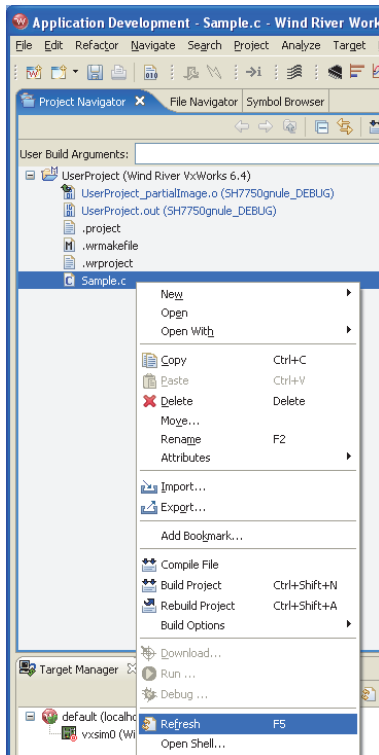 Application Development - Sample.c - Wind River Work
File Edit Refactor Navigate Search Project Analyze Target
Project Navigator File Navigator Symbol Browser
User Build Arguments:
UserProject (Wind River VxWorks 6.4)
UserProject_partialImage.o (SH7750gnule_DEBUG)
UserProject.out (SH7750gnule_DEBUG)
.project
.wrmakefile
.wrproject
Sample.c
New
Open
Open With
Copy Ctrl+C
Paste Ctrl+V
Delete Delete
Move...
Rename F2
Attributes
Import...
Export...
Add Bookmark...
Compile File
Build Project Ctrl+Shift+N
Rebuild Project Ctrl+Shift+A
Build Options
Download...
Run ...
Debug ...
Refresh F5
Open Shell...
Target Manager
default (localho
vxsim0 (Wi